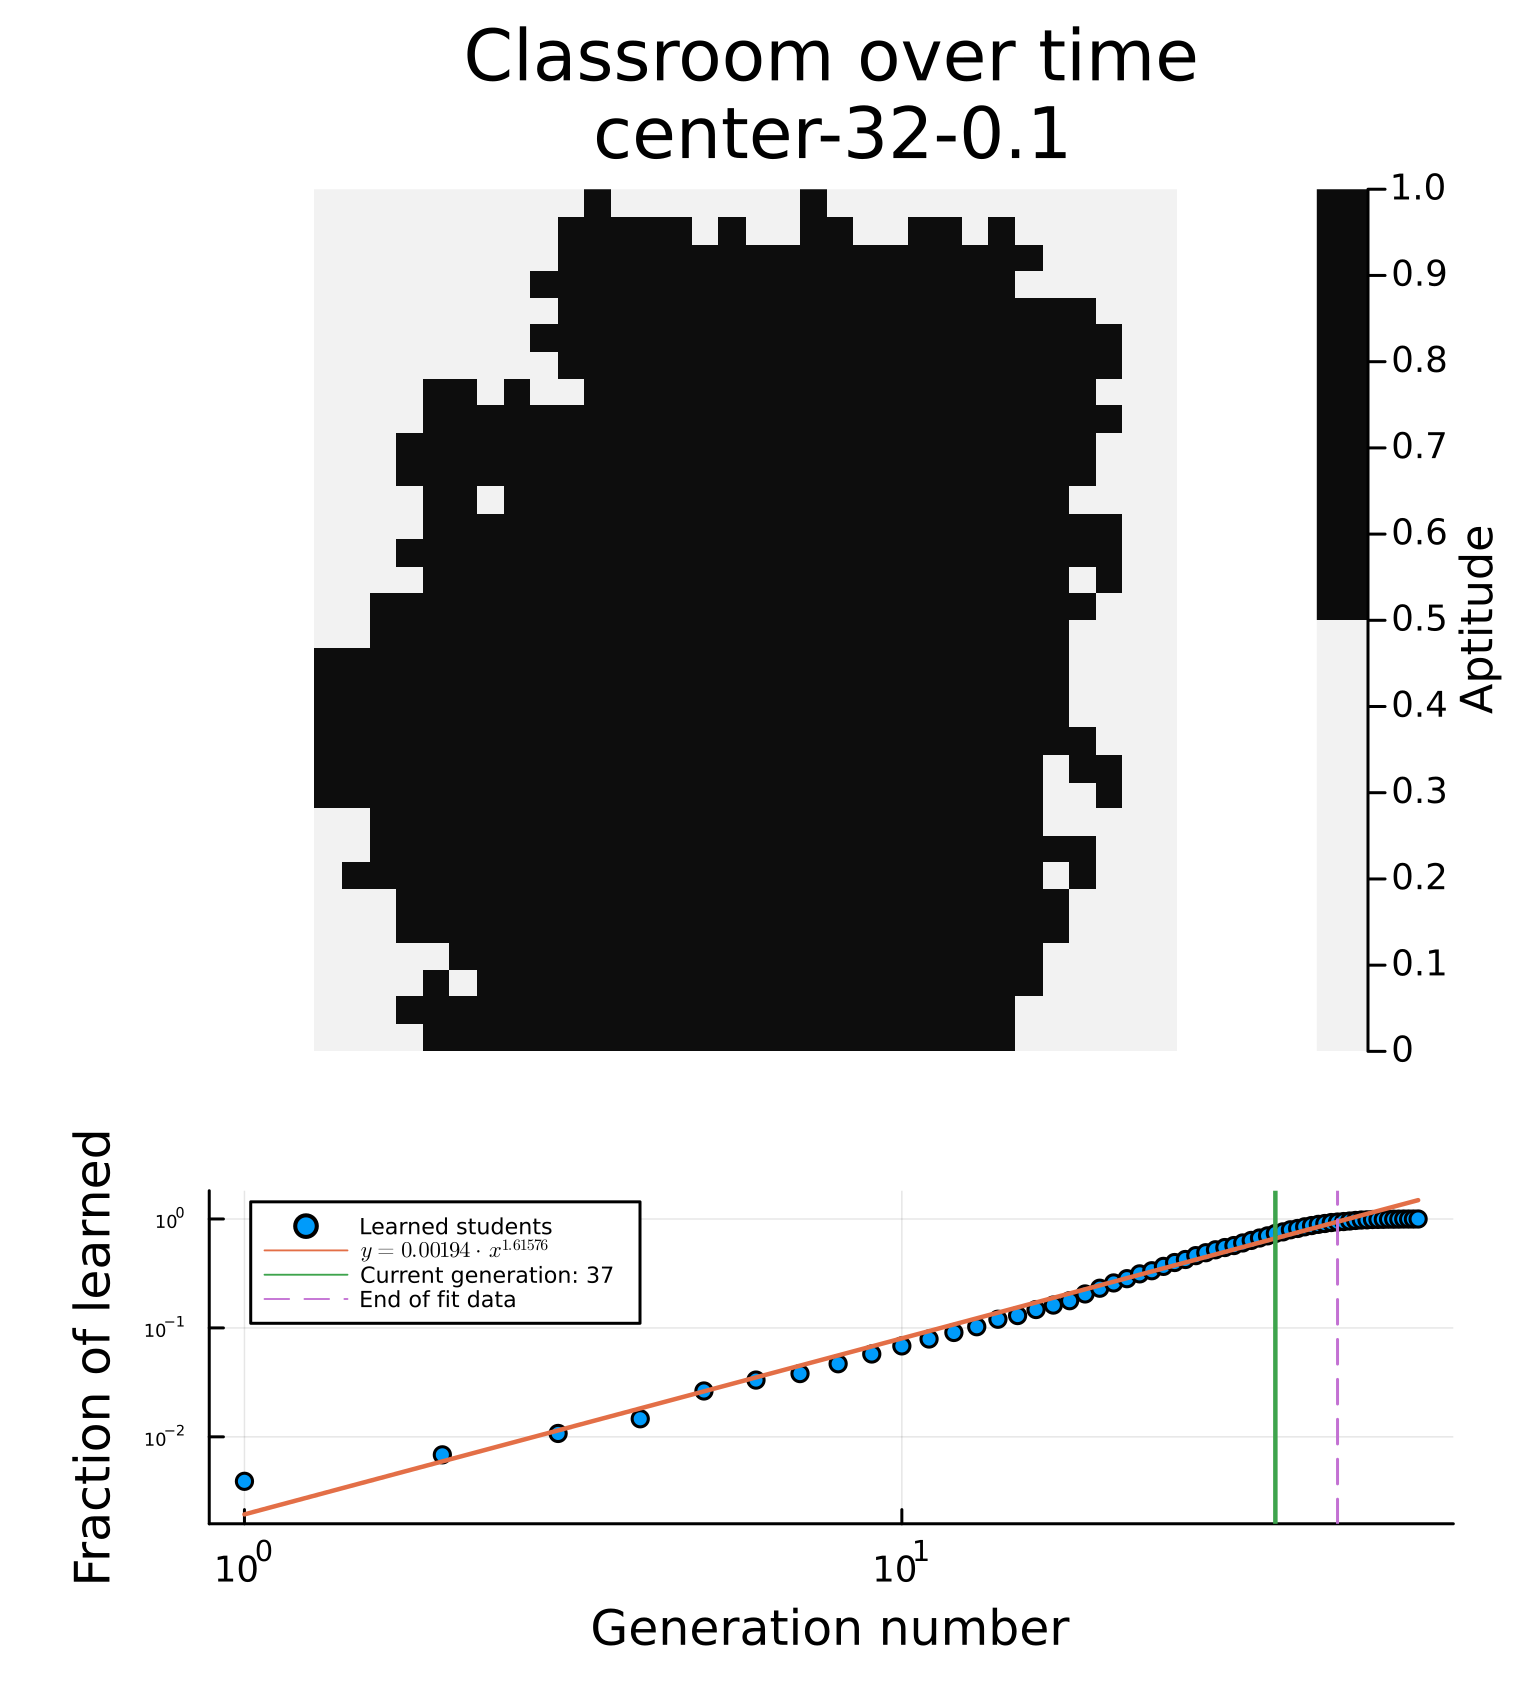 Classroom over time
center-32-0.1
1.0
0.9
0.8
0.7
0.6
0.5
0.4
0.3
0.2
0.1
0
Aptitude
Fraction of learned
10⁰
10⁻¹
10⁻²
Learned students
y = 0.00194 · x^1.61576
Current generation: 37
End of fit data
10⁰
10¹
Generation number